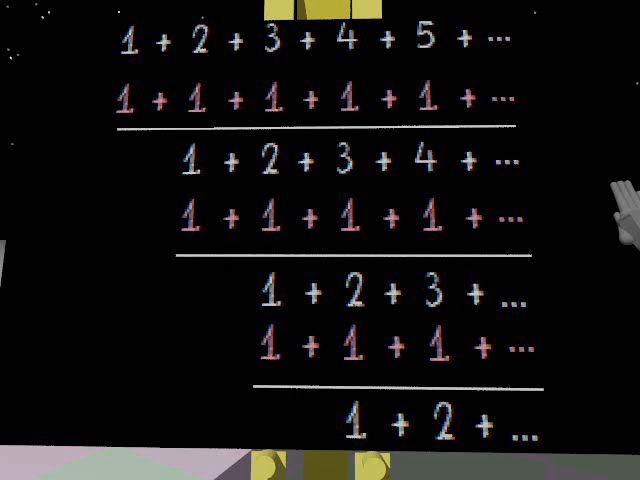 1 + 2 + 3 + 4 + 5 + ...
1 + 1 + 1 + 1 + 1 + ...
1 + 2 + 3 + 4 + ...
1 + 1 + 1 + 1 + ...
1 + 2 + 3 + ...
1 + 1 + 1 + ...
1 + 2 + ...